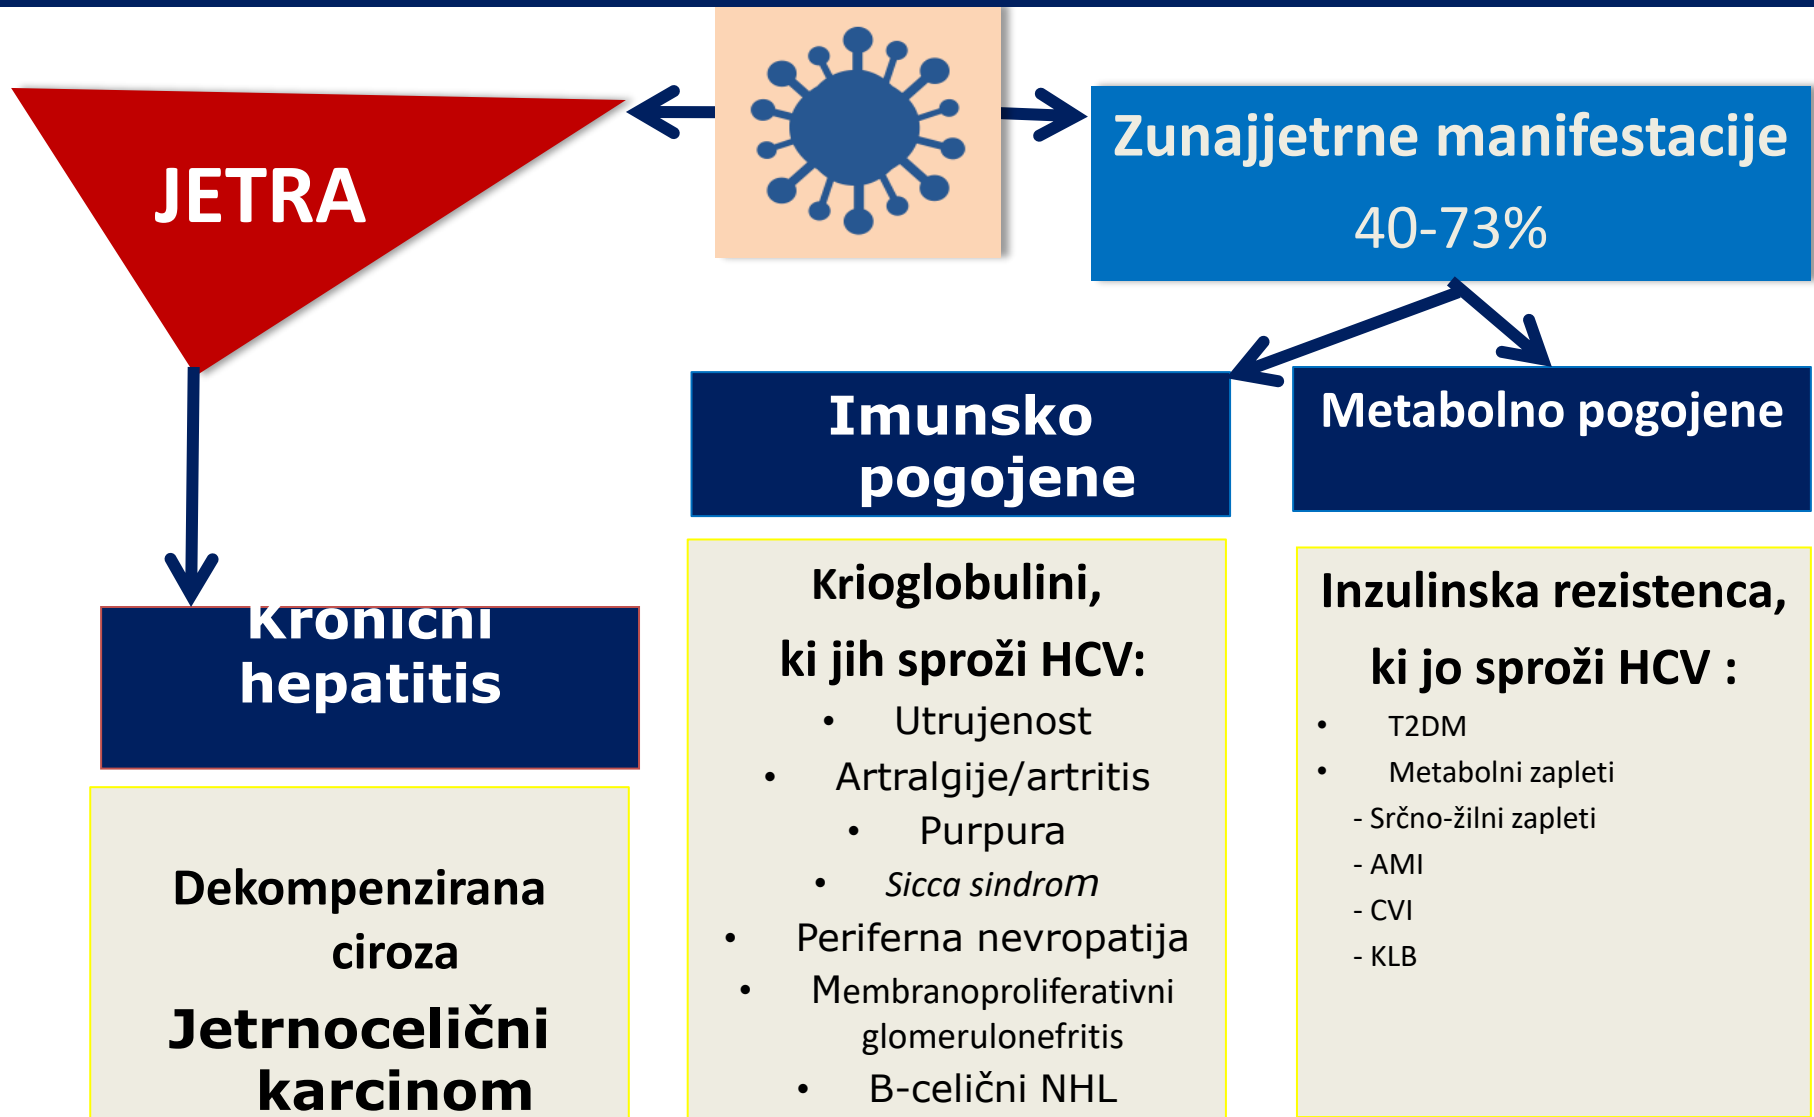 JETRA
Zunajjetrne manifestacije
40-73%
Kronični
hepatitis
Dekompenzirana
ciroza
Jetrnocelični
karcinom
Imunsko
pogojene
Krioglobulini,
ki jih sproži HCV:
• Utrujenost
• Artralgije/artritis
• Purpura
• Sicca sindrom
• Periferna nevropatija
• Membranoproliferativni
glomerulonefritis
• B-celični NHL
Metabolno pogojene
Inzulinska rezistenca,
ki jo sproži HCV :
• T2DM
• Metabolni zapleti
- Srčno-žilni zapleti
- AMI
- CVI
- KLB